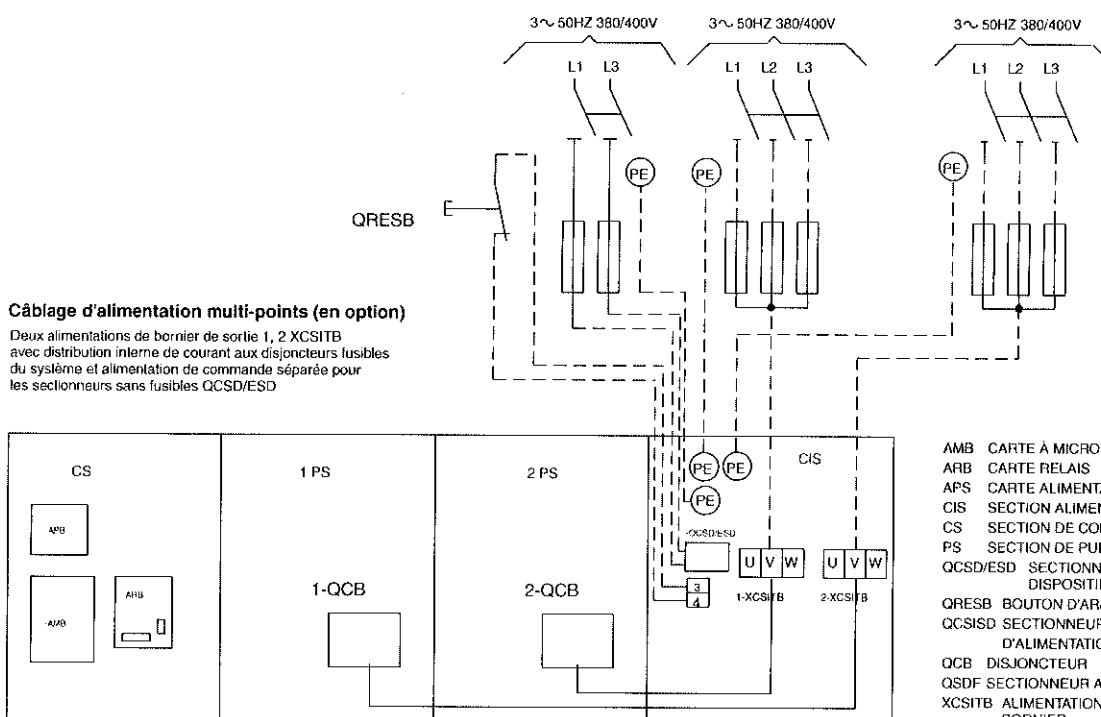 3~ 50HZ 380/400V
3~ 50HZ 380/400V
3~ 50HZ 380/400V
L1 L3
L1 L2 L3
L1 L2 L3
PE
PE
PE
QRESB
Câblage d'alimentation multi-points (en option)
Deux alimentations de bornier de sortie 1, 2 XCSITB
avec distribution interne de courant aux disjoncteurs fusibles
du système et alimentation de commande séparée pour
les sectionneurs sans fusibles QCSD/ESD
CS
1 PS
2 PS
CIS
PE
PE
PE
APB
-AMB
ARB
1-QCB
2-QCB
-QCSD/ESD
3
4
U V W
1-XCSITB
U V W
2-XCSITB
AMB CARTE À MICRO
ARB CARTE RELAIS
APS CARTE ALIMENTA
CIS SECTION ALIMEN
CS SECTION DE CO
PS SECTION DE PUI
QCSD/ESD SECTIONN
DISPOSITI
QRESB BOUTON D'AR
QCSISD SECTIONNEUR
D'ALIMENTATIO
QCB DISJONCTEUR
QSDF SECTIONNEUR A
XCSITB ALIMENTATION
BORNIER